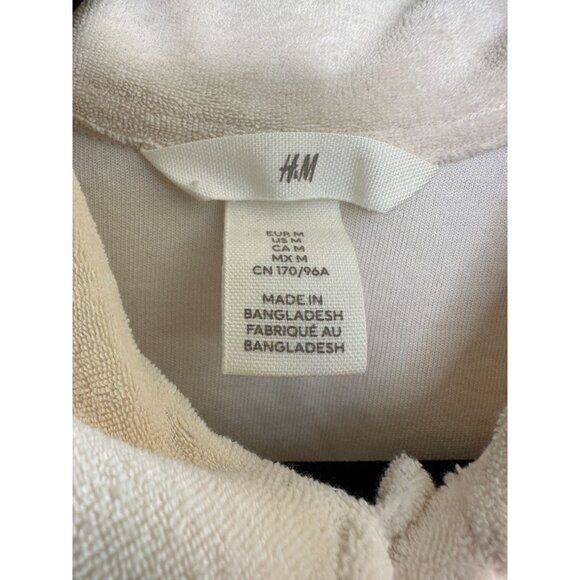 H&M
EUR M
US M
CA M
MX M
CN 170/96A
MADE IN
BANGLADESH
FABRIQUÉ AU
BANGLADESH